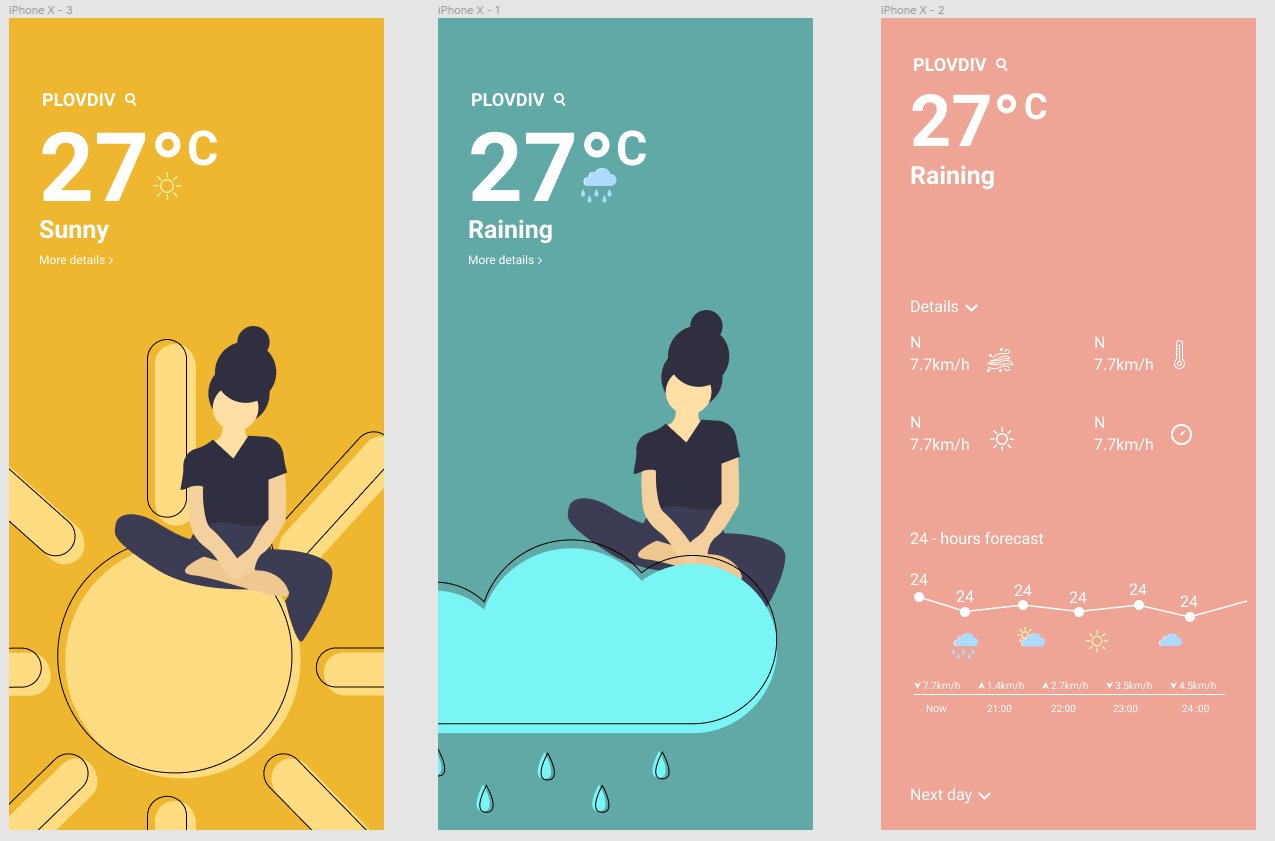 iPhone X - 3
PLOVDIV
27°C
Sunny
More details >
iPhone X - 1
PLOVDIV
27°C
Raining
More details >
iPhone X - 2
PLOVDIV
27°C
Raining
Details
N
7.7km/h
N
7.7km/h
N
7.7km/h
N
7.7km/h
24 - hours forecast
24 24 24 24 24 24
7.7km/h 1.4km/h 2.7km/h 3.5km/h 4.5km/h
Now 21:00 22:00 23:00 24 :00
Next day